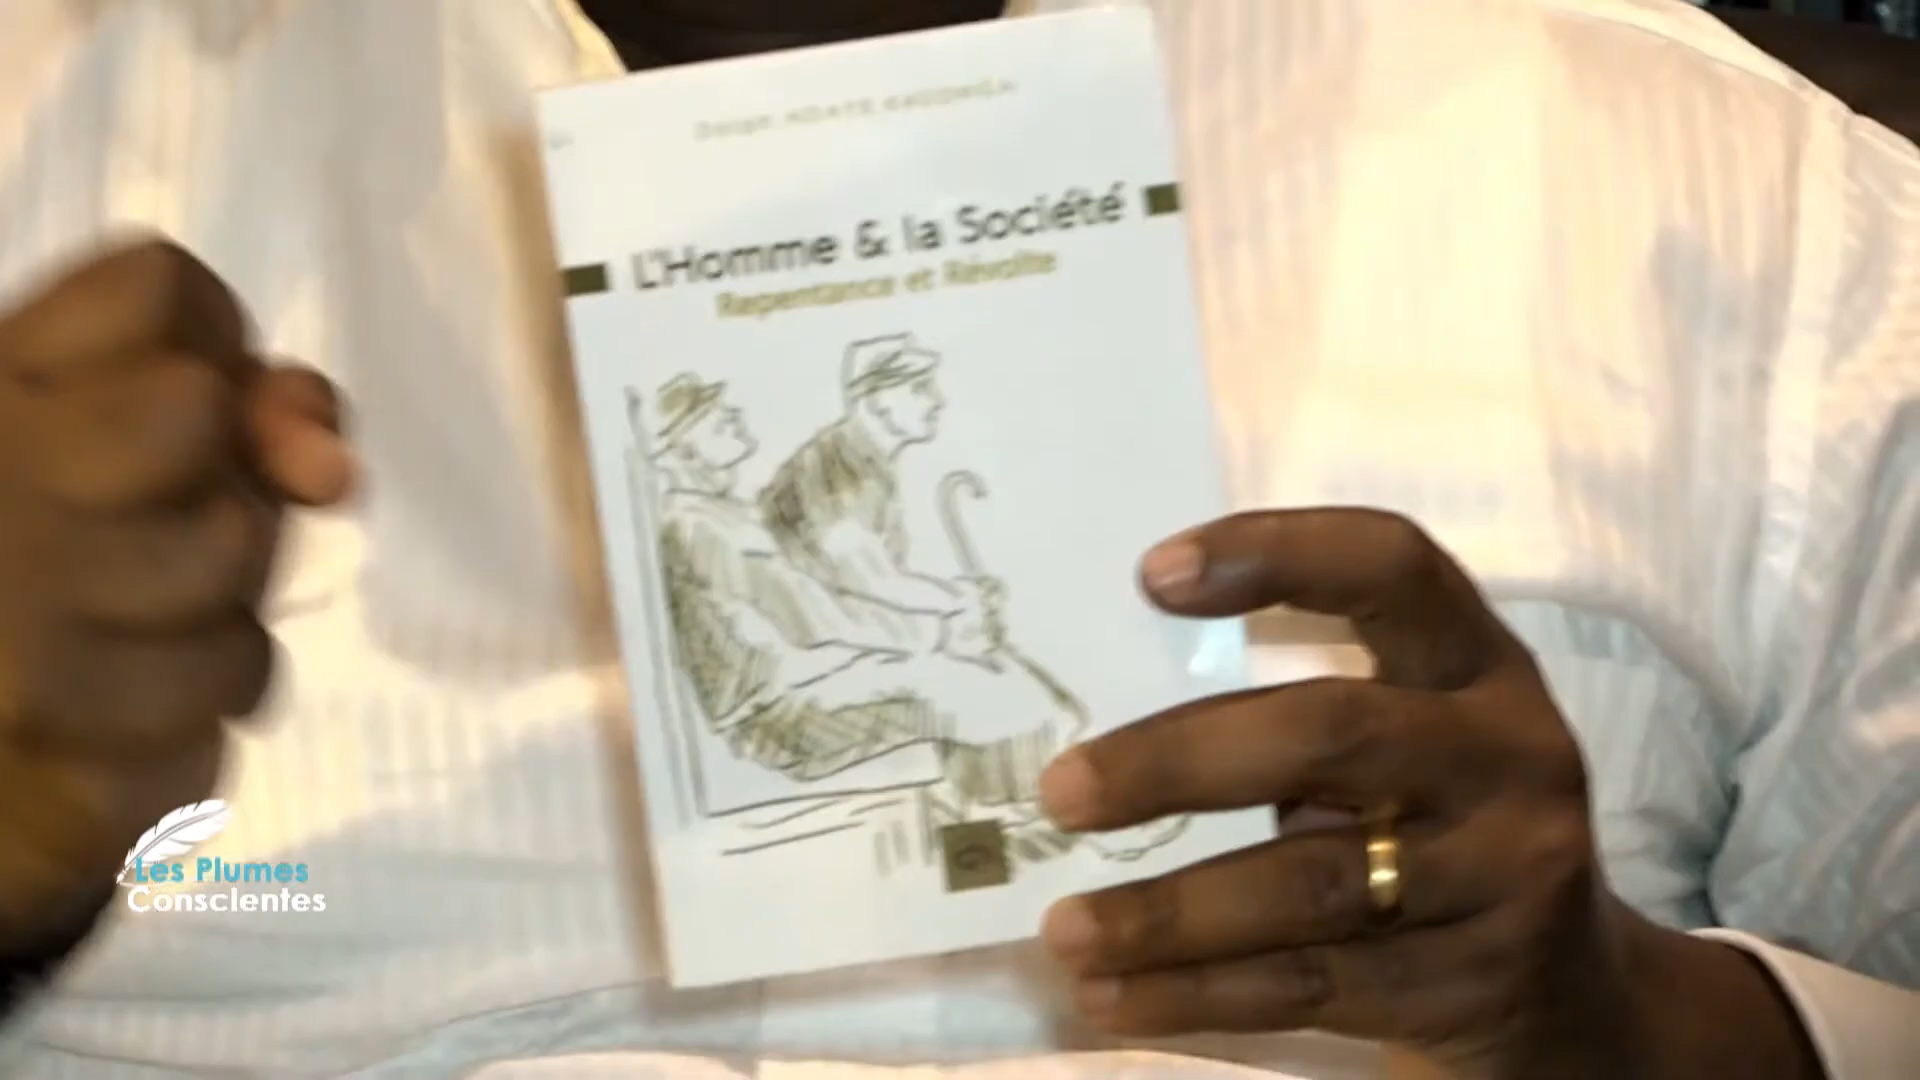 L'Homme & la Société
Repentance et Révolte
Les Plumes
Conscientes